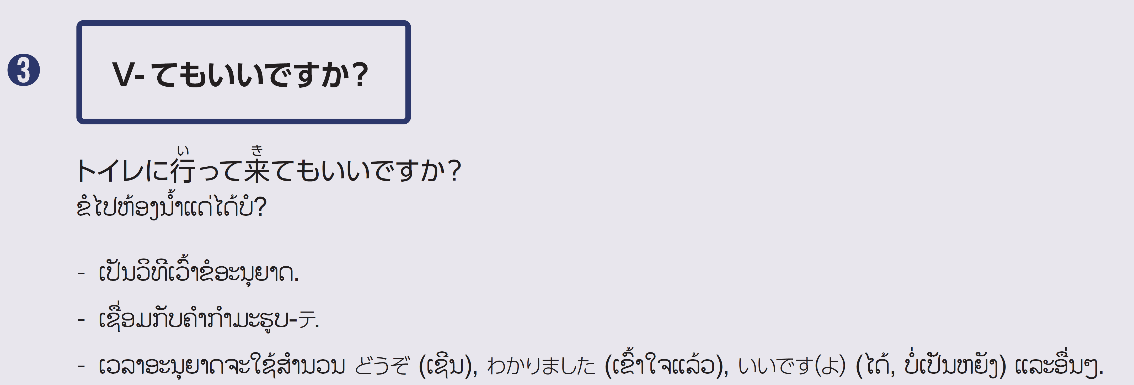 3 V-てもいいですか?
い き
トイレに行って来てもいいですか?
ຂໍໄປຫ້ອງນ້ຳແດ່ໄດ້ບໍ?
- ເປັນວິທີເວົ້າຂໍອະນຸຍາດ.
- ເຊື່ອມກັບຄຳກຳມະຮູບ-テ.
- ເວລາອະນຸຍາດຈະໃຊ້ສຳນວນ どうぞ (ເຊີນ), わかりました (ເຂົ້າໃຈແລ້ວ), いいです(よ) (ໄດ້, ບໍ່ເປັນຫຍັງ) ແລະອື່ນໆ.